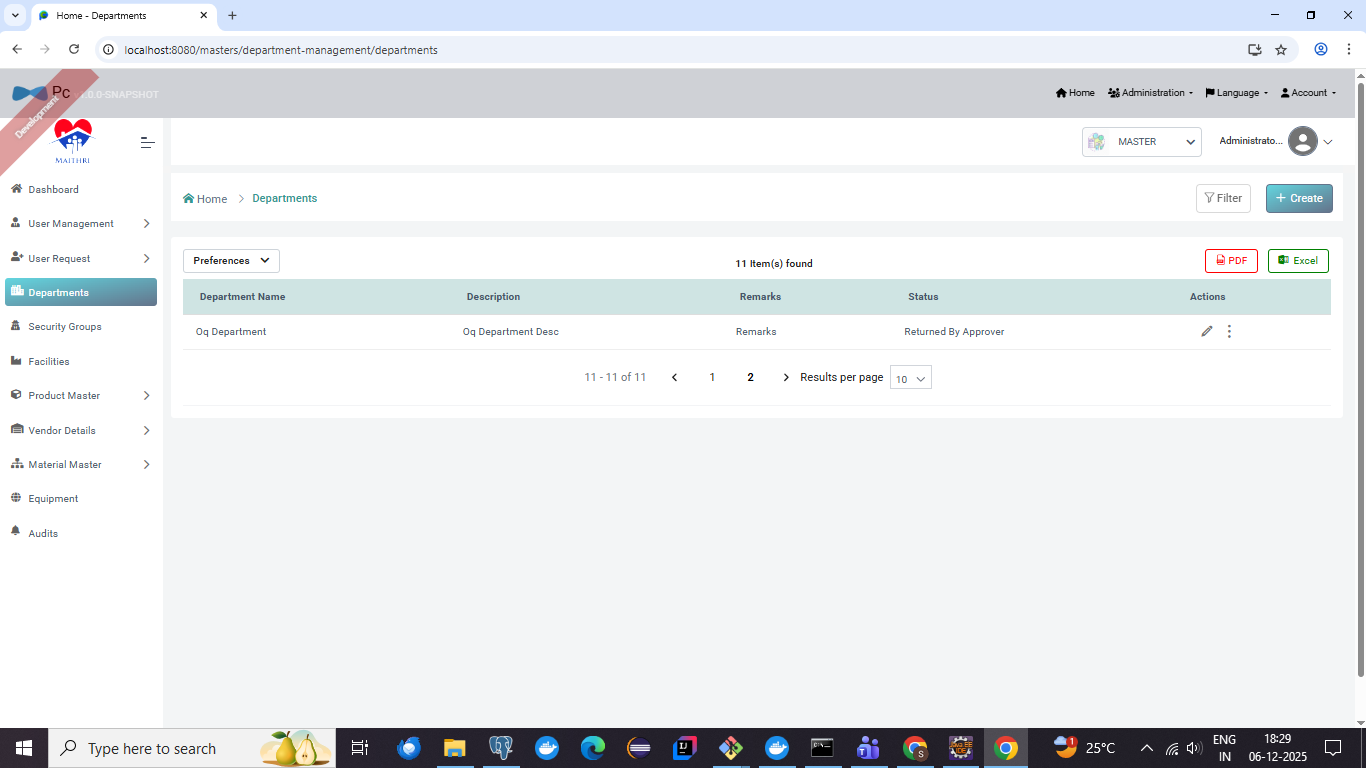 Home - Departments
localhost:8080/masters/department-management/departments
Pc v1.0.0-SNAPSHOT
Development
Home Administration Language Account
MAITHRI
MASTER Administrato...
Dashboard
User Management
User Request
Departments
Security Groups
Facilities
Product Master
Vendor Details
Material Master
Equipment
Audits
Home Departments Filter + Create
Preferences 11 Item(s) found PDF Excel
Department Name Description Remarks Status Actions
Oq Department Oq Department Desc Remarks Returned By Approver
11 - 11 of 11 1 2 Results per page 10
Type here to search
1 25°C ENG IN 18:29 06-12-2025